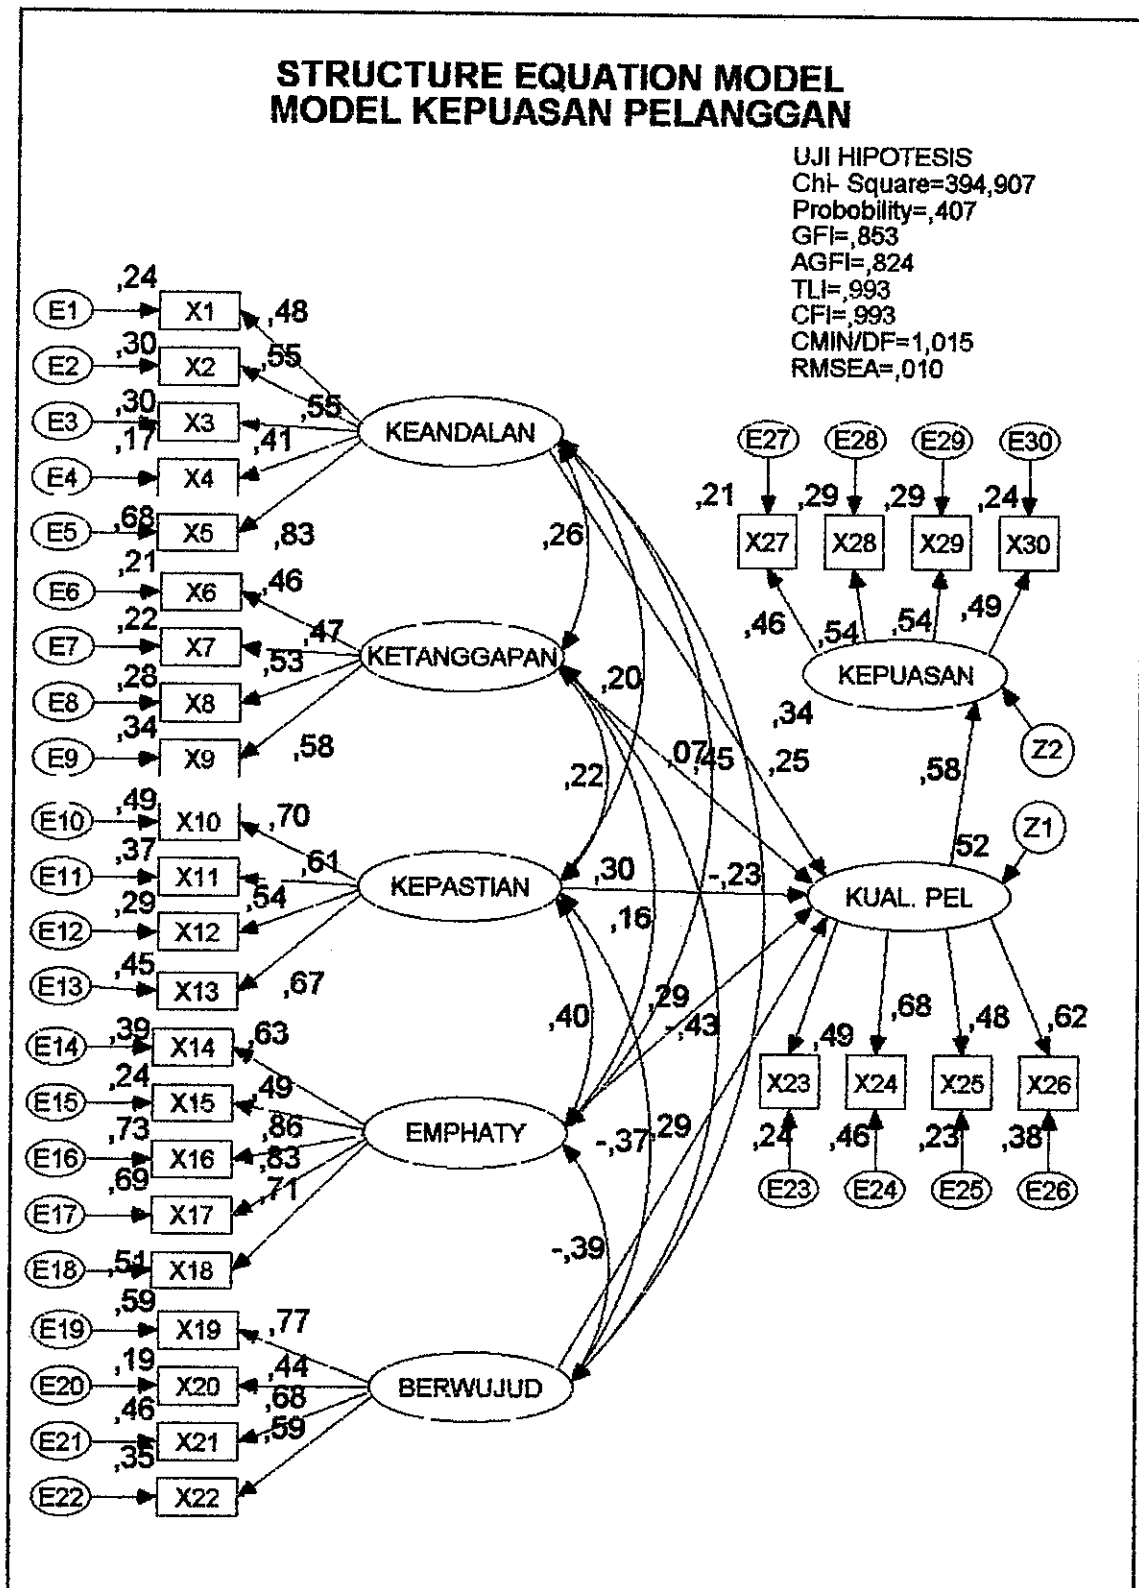 STRUCTURE EQUATION MODEL
MODEL KEPUASAN PELANGGAN
UJI HIPOTESIS
Chi- Square=394,907
Probobility=,407
GFI=,853
AGFI=,824
TLI=,993
CFI=,993
CMIN/DF=1,015
RMSEA=,010
,24
E1 X1 ,48
,30
E2 X2 ,55
,30
E3 X3 ,55
,17
E4 X4 ,41
,68
E5 X5 ,83
KEANDALAN
,21
E6 X6 ,46
,22
E7 X7 ,47
,28
E8 X8 ,53
,34
E9 X9 ,58
KETANGGAPAN
,49
E10 X10 ,70
,37
E11 X11 ,61
,29
E12 X12 ,54
,45
E13 X13 ,67
KEPASTIAN
,39
E14 X14 ,63
,24
E15 X15 ,49
,73
E16 X16 ,86
,69
E17 X17 ,83
,51
E18 X18 ,71
EMPHATY
,59
E19 X19 ,77
,19
E20 X20 ,44
,46
E21 X21 ,68
,35
E22 X22 ,59
BERWUJUD
,26
,20
,07 ,45 ,25
,22
,30 -,23
,16
,29
,40 -,43
-,37 ,29
-,39
E27 E28 E29 E30
,21 ,29 ,29 ,24
X27 X28 X29 X30
,46 ,54 ,54 ,49
KEPUASAN
,34
Z2
,58
Z1
,52
KUAL. PEL
,49 ,68 ,48 ,62
X23 X24 X25 X26
,24 ,46 ,23 ,38
E23 E24 E25 E26